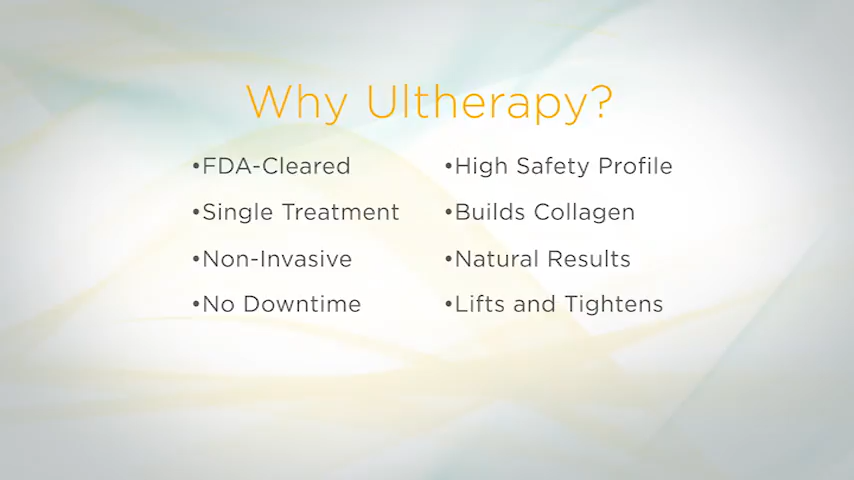 Why Ultherapy?
•FDA-Cleared
•Single Treatment
•Non-Invasive
•No Downtime
•High Safety Profile
•Builds Collagen
•Natural Results
•Lifts and Tightens